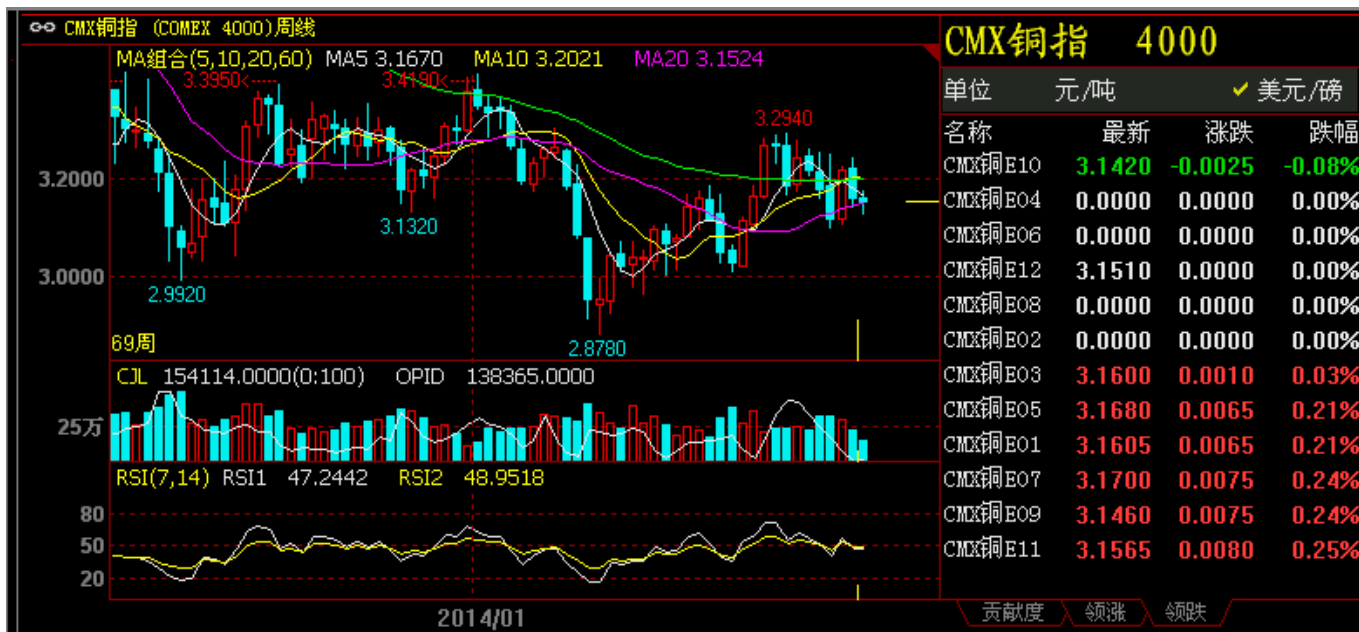 CMX铜指 (COMEX 4000)周线
MA组合(5,10,20,60) MA5 3.1670 MA10 3.2021 MA20 3.1524
3.3950
3.4190
3.2940
3.2000
3.1320
3.0000
2.9920
2.8780
69周
CJL 154114.0000(0:100) OPID 138365.0000
25万
RSI(7,14) RSI1 47.2442 RSI2 48.9518
80
50
20
2014/01
CMX铜指 4000
单位 元/吨 ✓ 美元/磅
名称 最新 涨跌 跌幅
CMX铜E10 3.1420 -0.0025 -0.08%
CMX铜E04 0.0000 0.0000 0.00%
CMX铜E06 0.0000 0.0000 0.00%
CMX铜E12 3.1510 0.0000 0.00%
CMX铜E08 0.0000 0.0000 0.00%
CMX铜E02 0.0000 0.0000 0.00%
CMX铜E03 3.1600 0.0010 0.03%
CMX铜E05 3.1680 0.0065 0.21%
CMX铜E01 3.1605 0.0065 0.21%
CMX铜E07 3.1700 0.0075 0.24%
CMX铜E09 3.1460 0.0075 0.24%
CMX铜E11 3.1565 0.0080 0.25%
贡献度 领涨 领跌